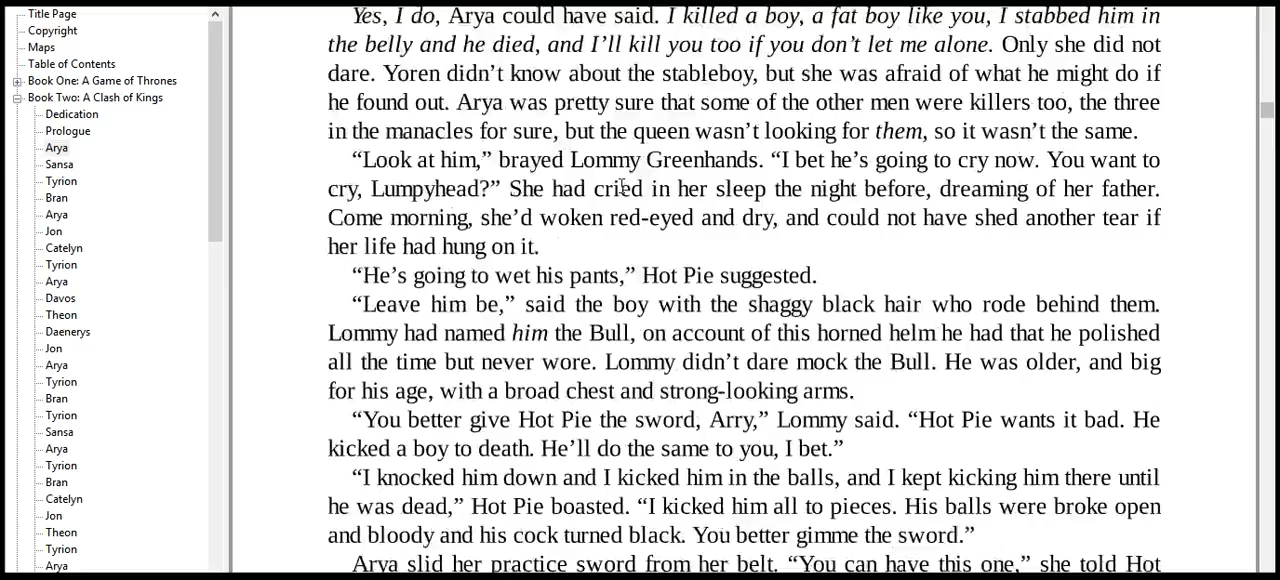 Title Page
Copyright
Maps
Table of Contents
Book One: A Game of Thrones
Book Two: A Clash of Kings
Dedication
Prologue
Arya
Sansa
Tyrion
Bran
Arya
Jon
Catelyn
Tyrion
Arya
Davos
Theon
Daenerys
Jon
Arya
Tyrion
Bran
Tyrion
Sansa
Arya
Tyrion
Bran
Catelyn
Jon
Theon
Tyrion
Arya
Yes, I do, Arya could have said. I killed a boy, a fat boy like you, I stabbed him in
the belly and he died, and I’ll kill you too if you don’t let me alone. Only she did not
dare. Yoren didn’t know about the stableboy, but she was afraid of what he might do if
he found out. Arya was pretty sure that some of the other men were killers too, the three
in the manacles for sure, but the queen wasn’t looking for them, so it wasn’t the same.
“Look at him,” brayed Lommy Greenhands. “I bet he’s going to cry now. You want to
cry, Lumpyhead?” She had cried in her sleep the night before, dreaming of her father.
Come morning, she’d woken red-eyed and dry, and could not have shed another tear if
her life had hung on it.
“He’s going to wet his pants,” Hot Pie suggested.
“Leave him be,” said the boy with the shaggy black hair who rode behind them.
Lommy had named him the Bull, on account of this horned helm he had that he polished
all the time but never wore. Lommy didn’t dare mock the Bull. He was older, and big
for his age, with a broad chest and strong-looking arms.
“You better give Hot Pie the sword, Arry,” Lommy said. “Hot Pie wants it bad. He
kicked a boy to death. He’ll do the same to you, I bet.”
“I knocked him down and I kicked him in the balls, and I kept kicking him there until
he was dead,” Hot Pie boasted. “I kicked him all to pieces. His balls were broke open
and bloody and his cock turned black. You better gimme the sword.”
Arya slid her practice sword from her belt. “You can have this one,” she told Hot